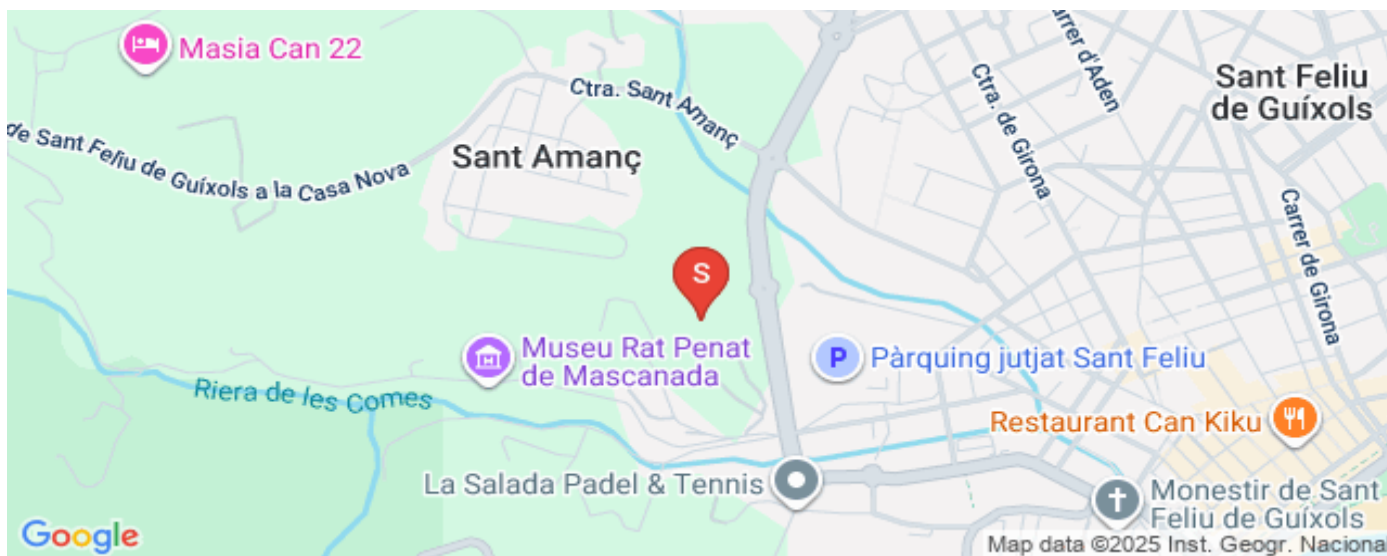 Masia Can 22
Ctra. Sant Amanç
Carrer d'Aden
Ctra. de Girona
Sant Feliu
de Guíxols
de Sant Feliu de Guíxols a la Casa Nova
Sant Amanç
Carrer de Girona
S
Museu Rat Penat
de Mascanada
P
Pàrquing jutjat Sant Feliu
Riera de les Comes
Restaurant Can Kiku
La Salada Padel & Tennis
Monestir de Sant
Feliu de Guíxols
Google
Map data ©2025 Inst. Geogr. Naciona